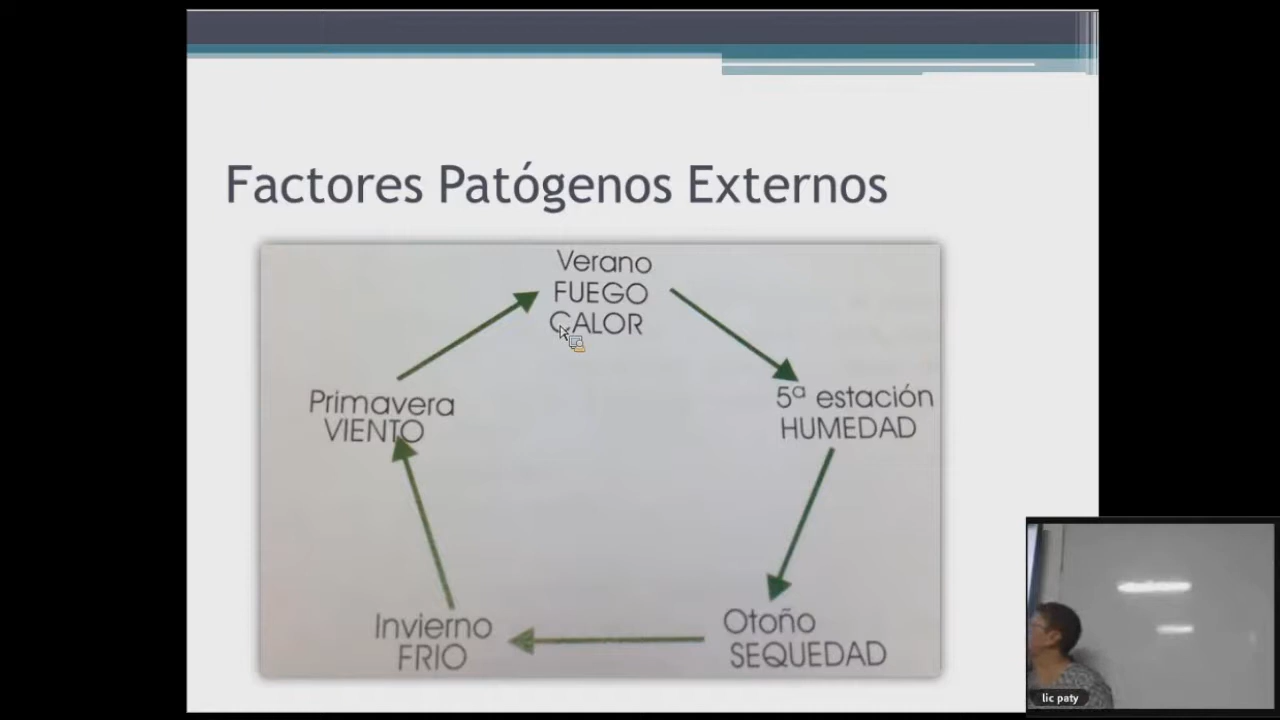 Factores Patógenos Externos
Verano
FUEGO
CALOR
5ª estación
HUMEDAD
Primavera
VIENTO
Invierno
FRIO
Otoño
SEQUEDAD
lic paty